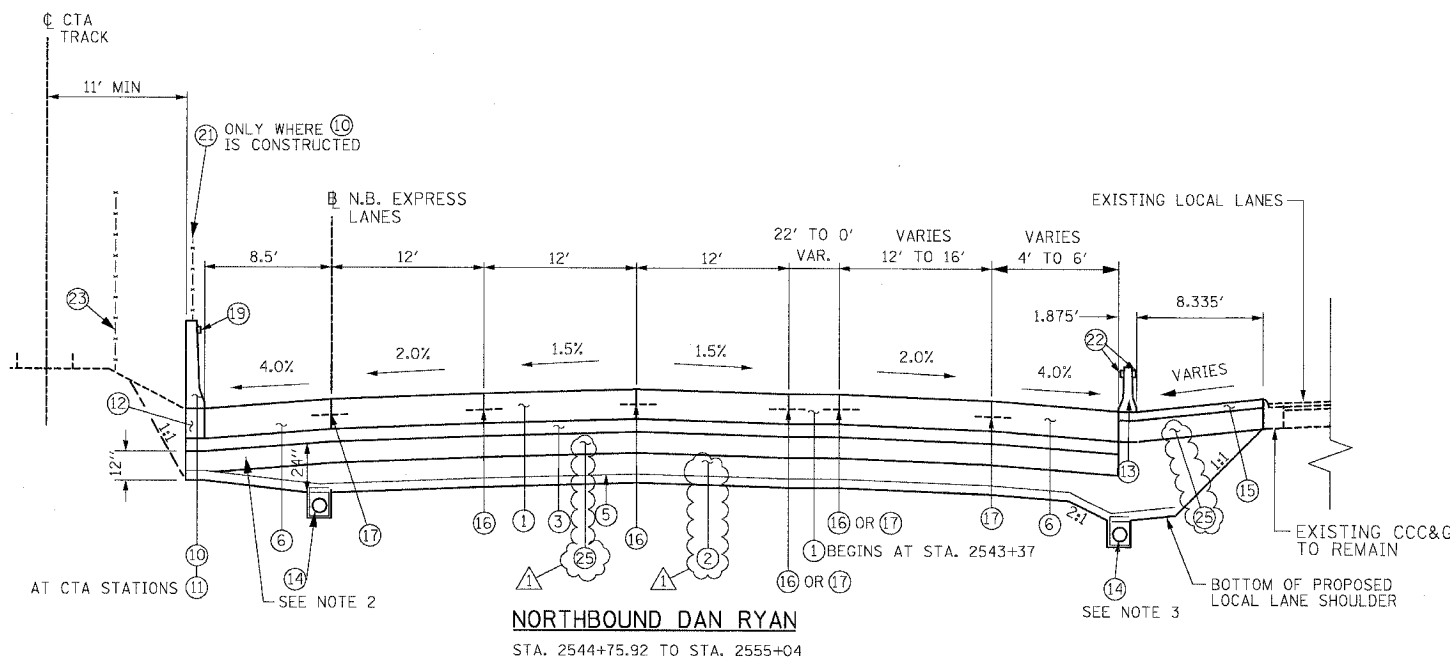 ℄ CTA
TRACK
11' MIN
21 ONLY WHERE 10
IS CONSTRUCTED
B N.B. EXPRESS
LANES
EXISTING LOCAL LANES
8.5'
12'
12'
12'
22' TO 0'
VAR.
VARIES
12' TO 16'
VARIES
4' TO 6'
1.875'
8.335'
23
19
22
4.0%
2.0%
1.5%
1.5%
2.0%
4.0%
VARIES
12
1:1
12"
24"
13
1:1
15
2:1
10
AT CTA STATIONS 11
6
SEE NOTE 2
14
17
16
1
3
25
5
16
2
16 OR 17
1 BEGINS AT STA. 2543+37
16 OR 17
17
6
14
SEE NOTE 3
25
EXISTING CCC&G
TO REMAIN
BOTTOM OF PROPOSED
LOCAL LANE SHOULDER
1
1
NORTHBOUND DAN RYAN
STA. 2544+75.92 TO STA. 2555+04